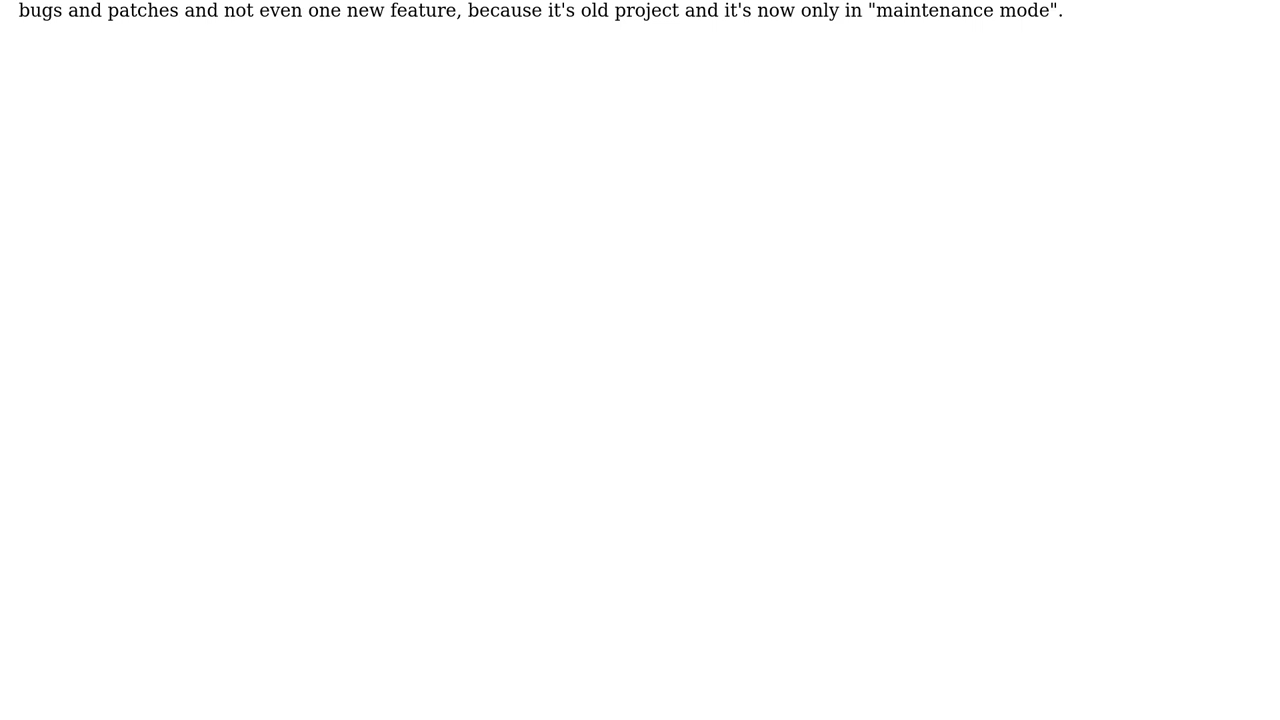 bugs and patches and not even one new feature, because it's old project and it's now only in "maintenance mode".